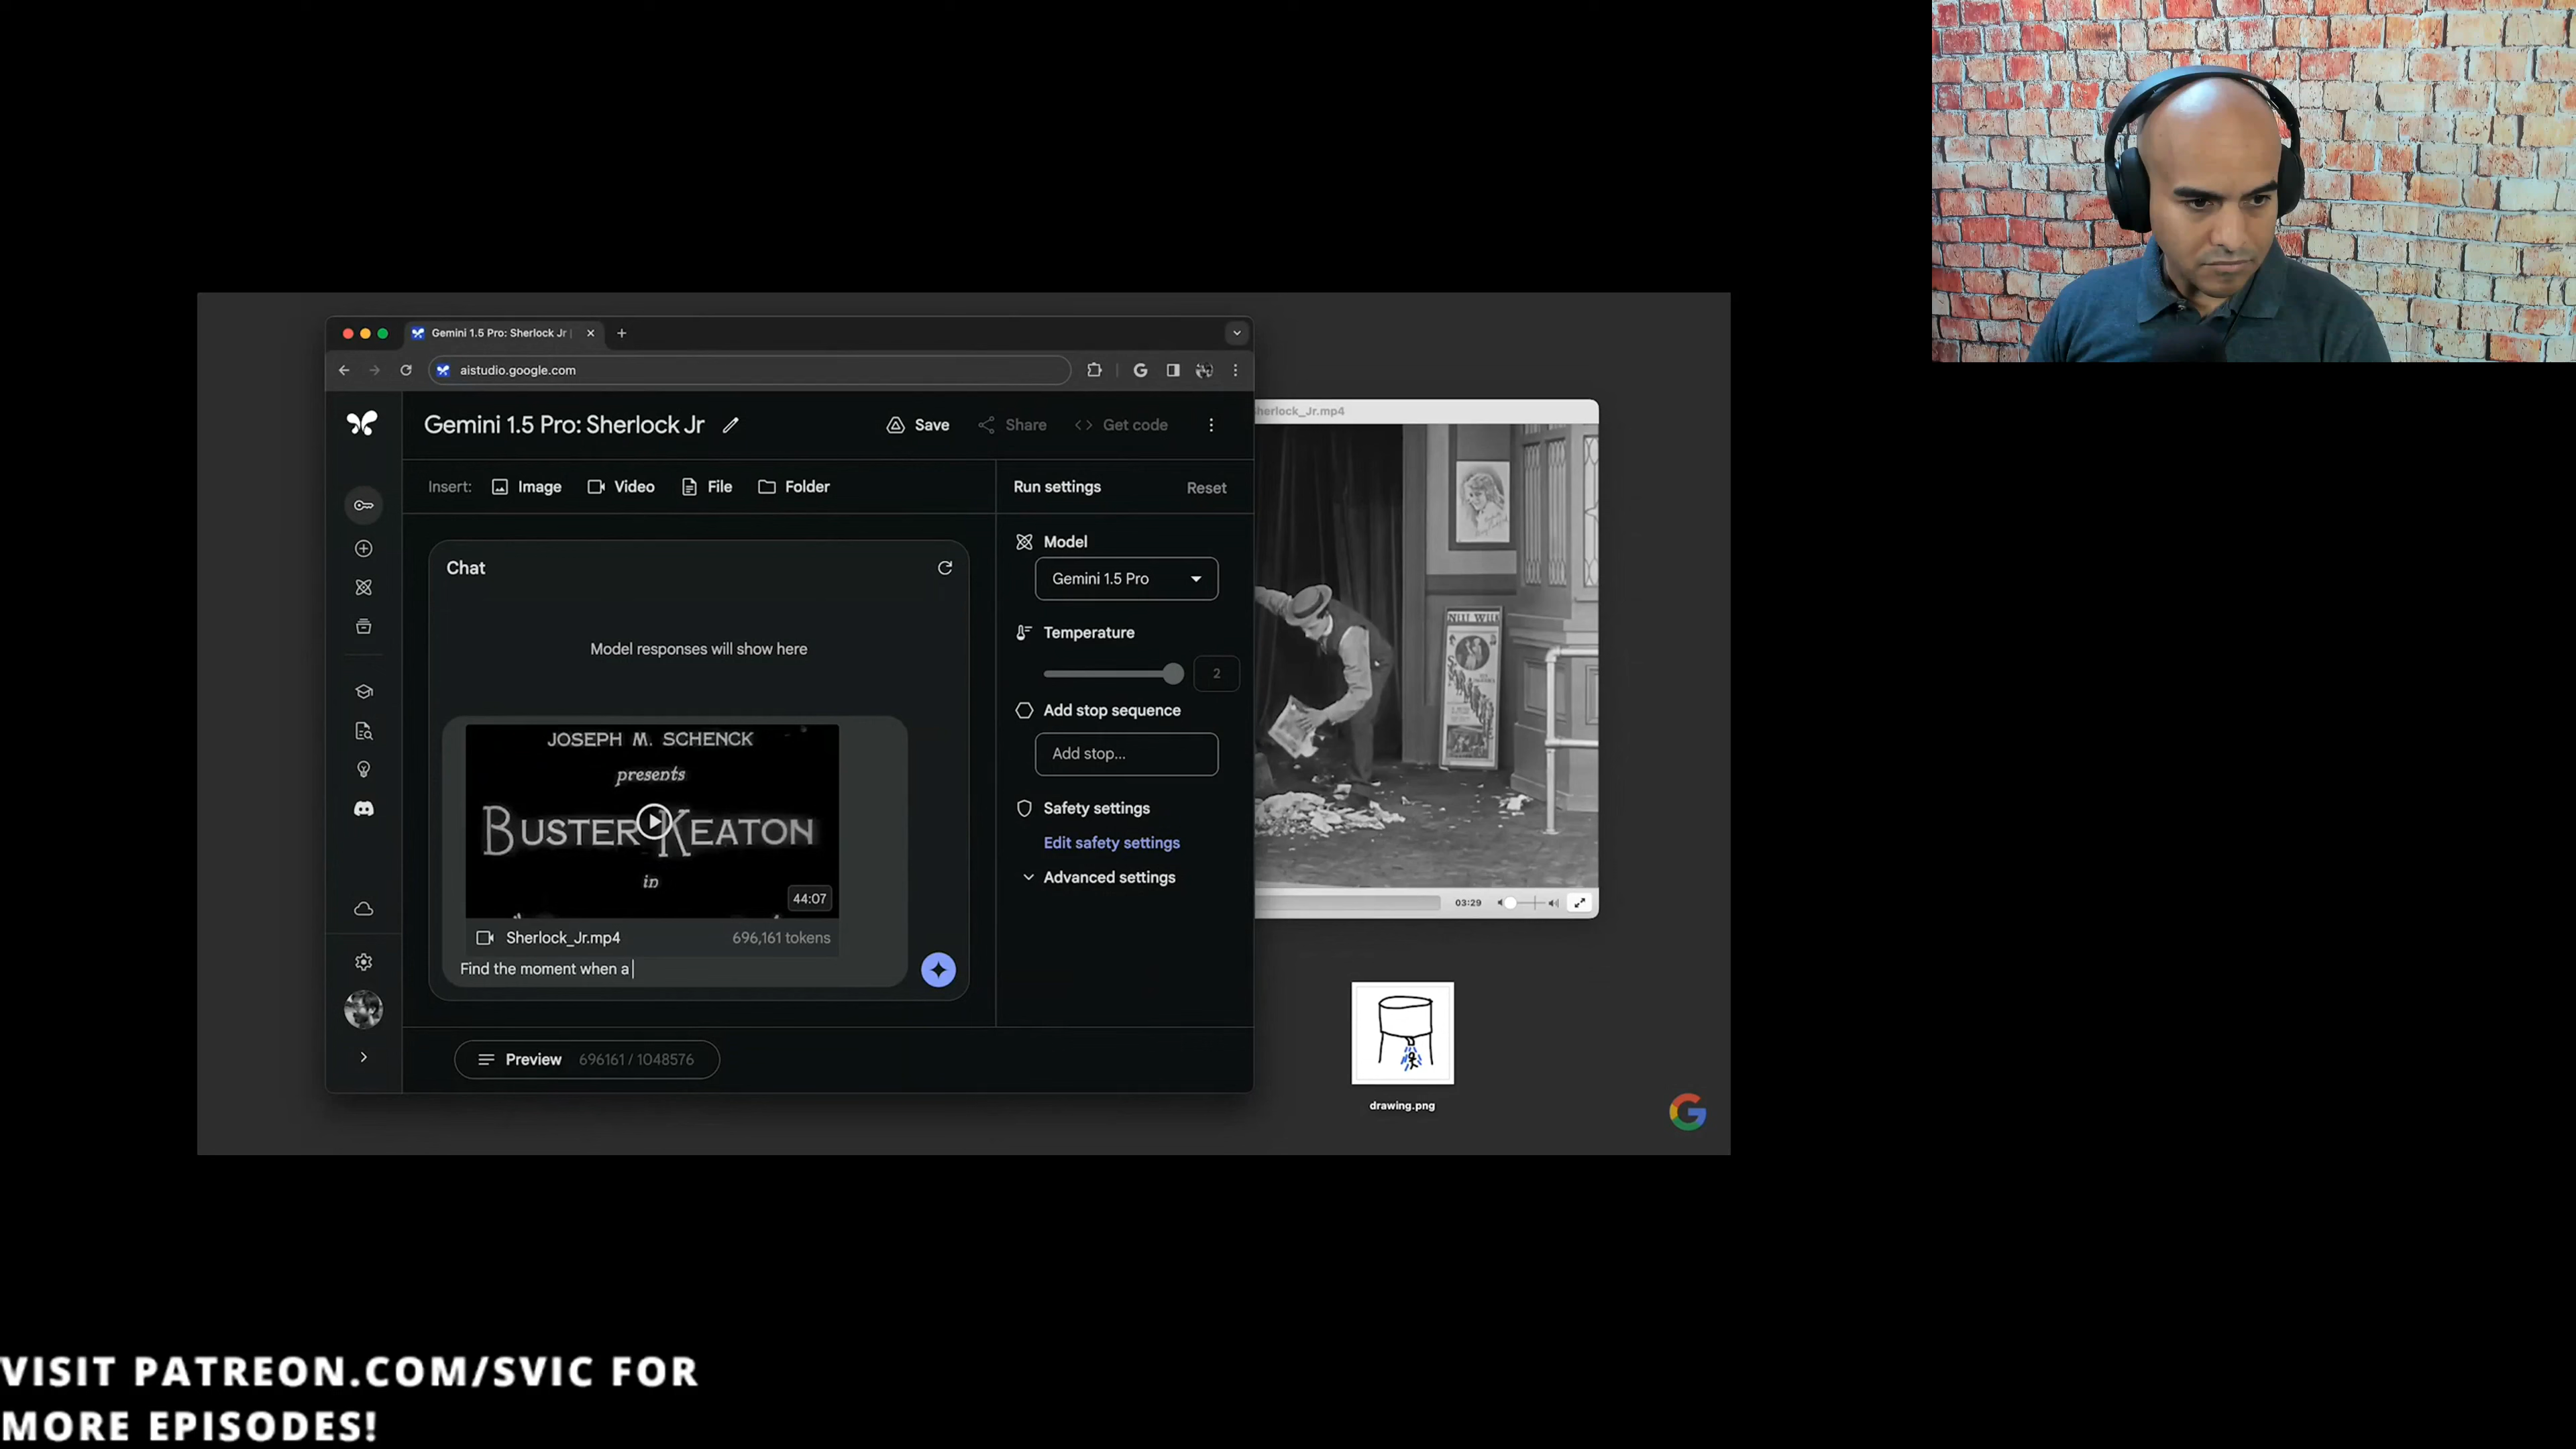 Gemini 1.5 Pro: Sherlock Jr
aistudio.google.com
Gemini 1.5 Pro: Sherlock Jr
Save
Share
Get code
Insert:
Image
Video
File
Folder
Run settings
Reset
Chat
Model responses will show here
JOSEPH M. SCHENCK
presents
BUSTER KEATON
in
44:07
Sherlock_Jr.mp4
696,161 tokens
Find the moment when a
Preview
696161 / 1048576
Model
Gemini 1.5 Pro
Temperature
2
Add stop sequence
Add stop...
Safety settings
Edit safety settings
Advanced settings
Sherlock_Jr.mp4
03:29
drawing.png
VISIT PATREON.COM/SVIC FOR
MORE EPISODES!